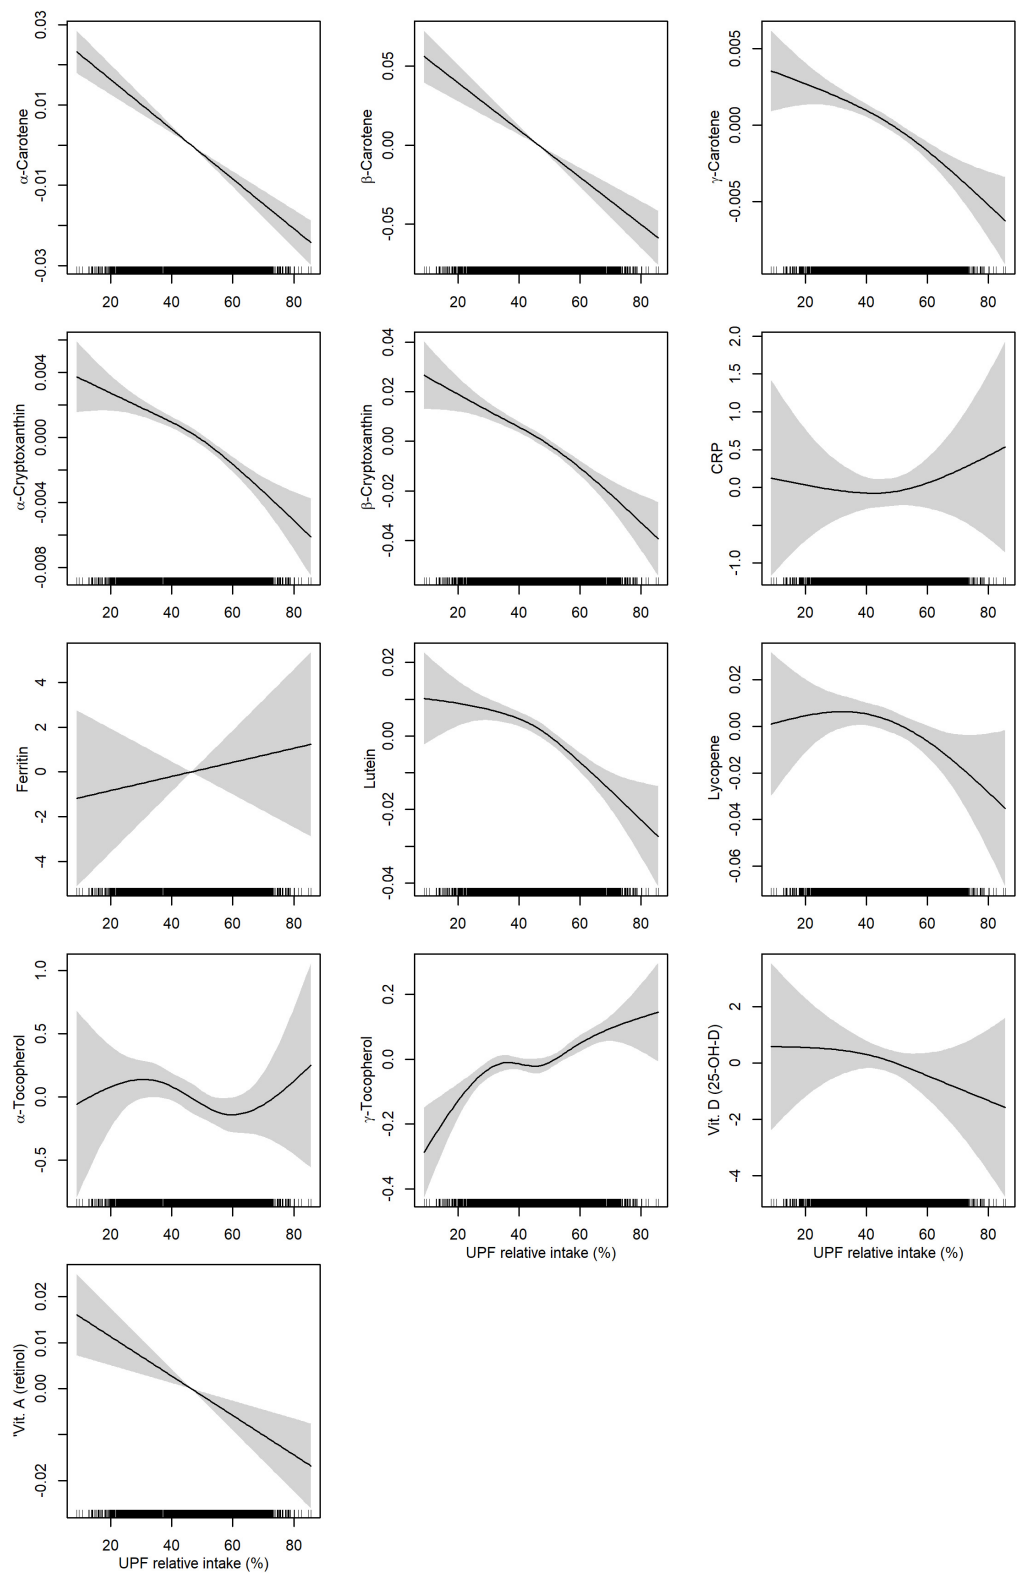 α-Carotene
0.03
0.01
-0.01
-0.03
20 40 60 80
β-Carotene
0.05
0.00
-0.05
20 40 60 80
γ-Carotene
0.005
0.000
-0.005
20 40 60 80
α-Cryptoxanthin
0.004
0.000
-0.004
-0.008
20 40 60 80
β-Cryptoxanthin
0.04
0.02
0.00
-0.02
-0.04
20 40 60 80
CRP
2.0
1.5
1.0
0.5
0.0
-1.0
20 40 60 80
Ferritin
4
2
0
-2
-4
20 40 60 80
Lutein
0.02
0.00
-0.02
-0.04
20 40 60 80
Lycopene
0.02
0.00
-0.02
-0.04
-0.06
20 40 60 80
α-Tocopherol
1.0
0.5
0.0
-0.5
20 40 60 80
γ-Tocopherol
0.2
0.0
-0.2
-0.4
20 40 60 80
UPF relative intake (%)
Vit. D (25-OH-D)
2
0
-2
-4
20 40 60 80
UPF relative intake (%)
'Vit. A (retinol)
0.02
0.01
0.00
-0.02
20 40 60 80
UPF relative intake (%)